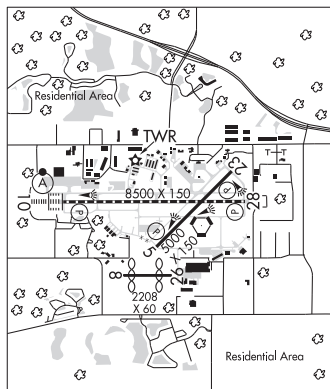 Residential Area
TWR
A
8500 X 150
23
10
28
P
P
P
P
5000
X 150
5
8
26
2208
X 60
Residential Area